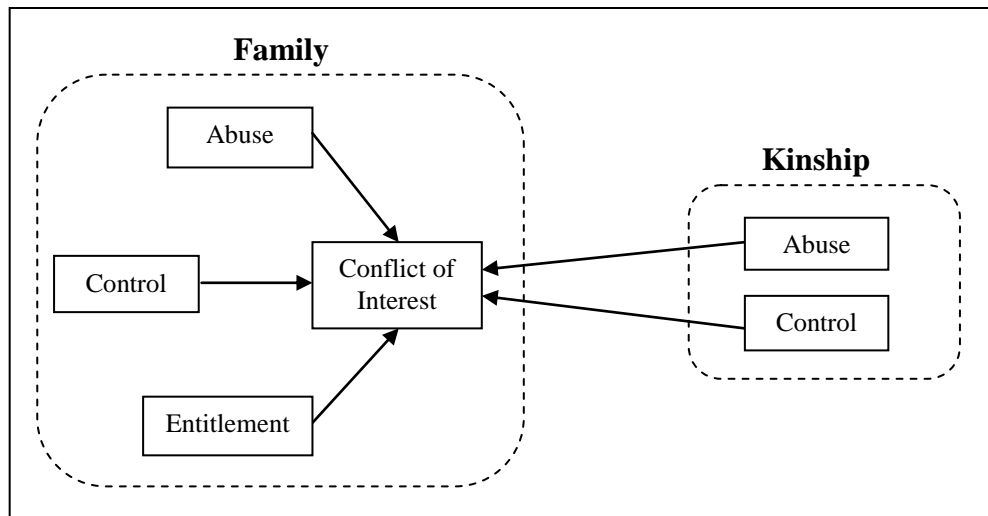 Family
Abuse
Control
Conflict of
Interest
Entitlement
Kinship
Abuse
Control